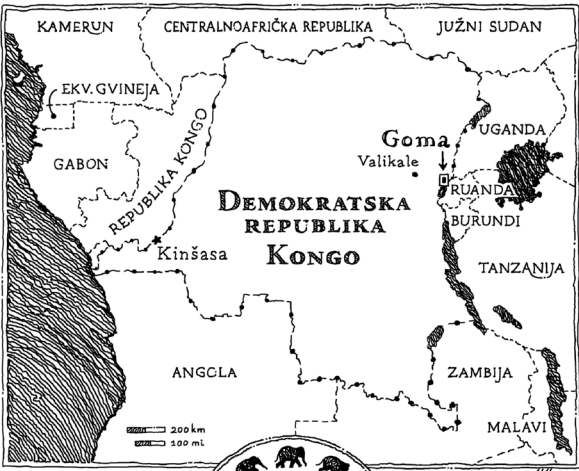 KAMERUN
CENTRALNOAFRIČKA REPUBLIKA
JUŽNI SUDAN
EKV. GVINEJA
GABON
REPUBLIKA KONGO
UGANDA
Goma
Valikale
RUANDA
BURUNDI
DEMOKRATSKA
REPUBLIKA
KONGO
Kinšasa
TANZANIJA
ANGOLA
ZAMBIJA
MALAVI
200 km
100 mi